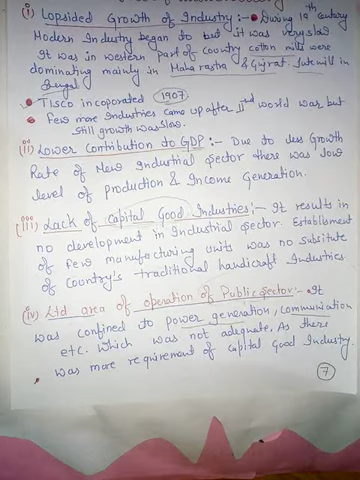 (i) Lopsided Growth of Industry :- • During 19th century
Modern Industry began do but it was very slow
It was in western part of country cotton mill were
dominating mainly in Maharastra & Gujrat. Jute mill in
Bengal
• TISCO incoporated (1907)
• Few more Industries came up after IInd world war but
still growth was slow.
(ii) Lower Contribution to GDP :- Due to less Growth
Rate of New Industrial Sector there was low
level of production & Income Generation.
(iii) Lack of Capital Good Industries :- It results in
no development in Industrial Sector. Establisment
of few manufacturing units was no subsitute
of Country's traditional handicraft Industries.
(iv) Ltd area of operation of Public Sector - It
was confined to power generation, communication
etc. which was not adequate, As there
was more requirement of Capital Good Industry.
7